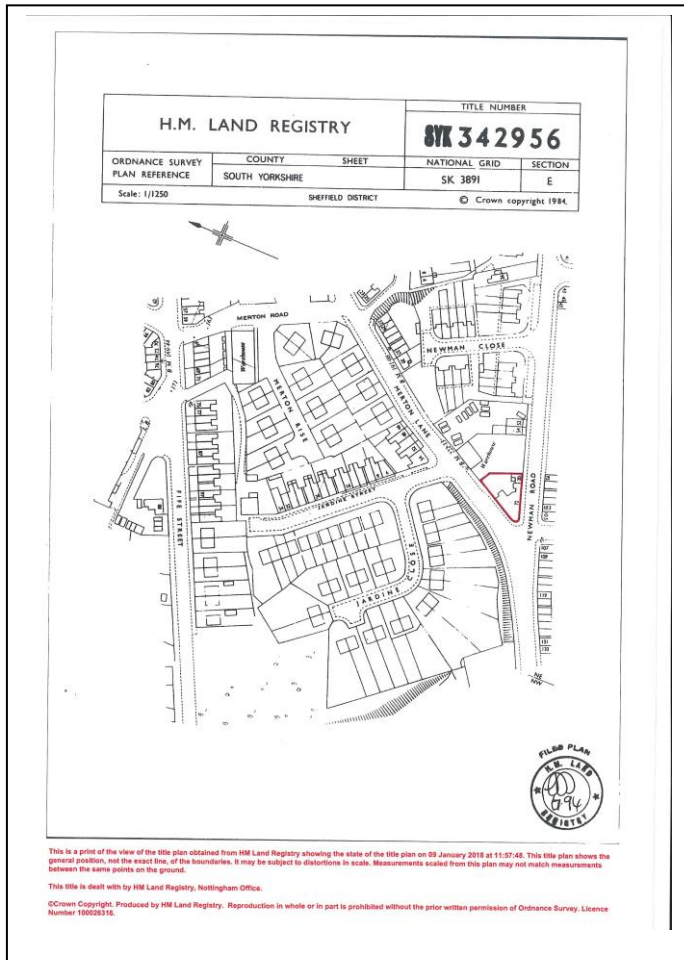 H.M. LAND REGISTRY
TITLE NUMBER
SYK 342956
ORDNANCE SURVEY
PLAN REFERENCE
COUNTY SHEET
SOUTH YORKSHIRE
NATIONAL GRID
SK 3891
SECTION
E
Scale: 1/1250
SHEFFIELD DISTRICT
© Crown copyright 1984.
MERTON ROAD
Warehouse
MERTON RISE
MERTON LANE
NEWMAN CLOSE
JARDINE STREET
FIFE STREET
JARDINE CLOSE
NEWMAN ROAD
107
109
119
131
133
NE
NW
FILED PLAN
H.M. LAND
REGISTRY
This is a print of the view of the title plan obtained from HM Land Registry showing the state of the title plan on 09 January 2018 at 11:57:48. This title plan shows the
general position, not the exact line, of the boundaries. It may be subject to distortions in scale. Measurements scaled from this plan may not match measurements
between the same points on the ground.
This title is dealt with by HM Land Registry, Nottingham Office.
©Crown Copyright. Produced by HM Land Registry. Reproduction in whole or in part is prohibited without the prior written permission of Ordnance Survey. Licence
Number 100026316.